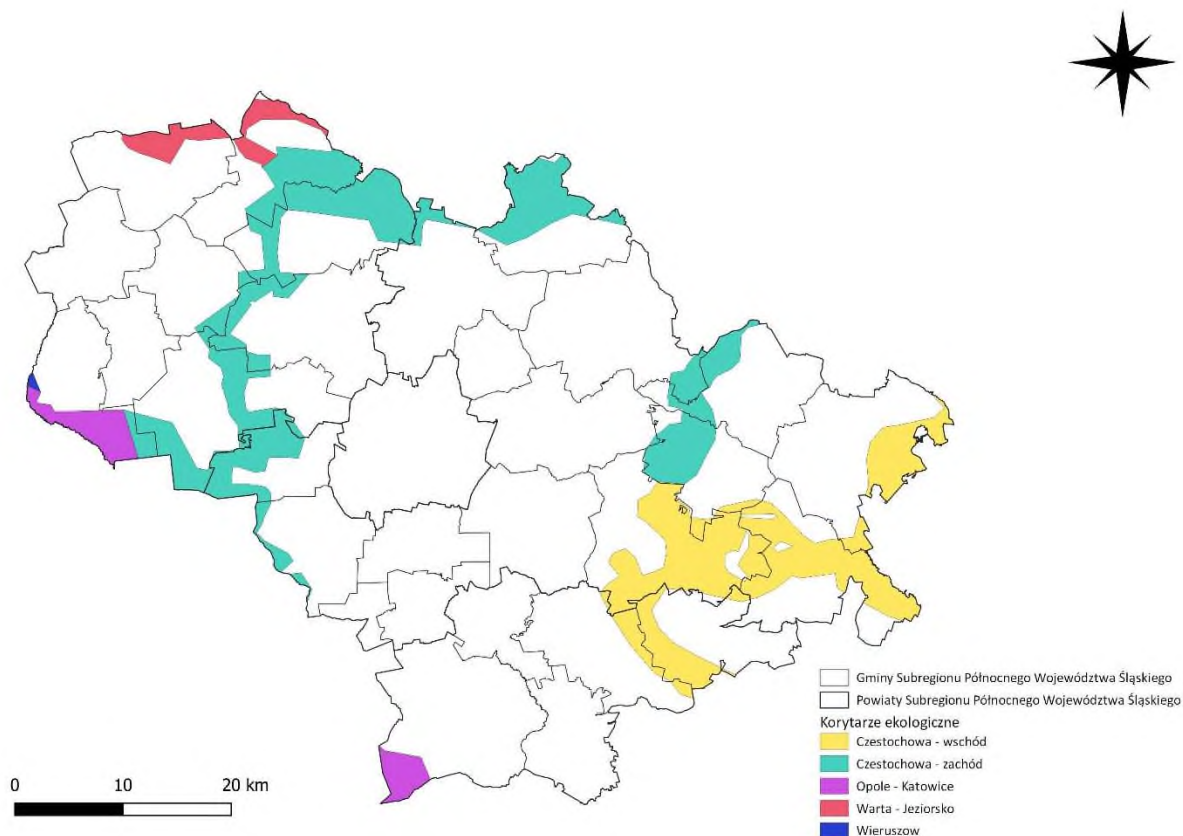 Gminy Subregionu Północnego Województwa Śląskiego
Powiaty Subregionu Północnego Województwa Śląskiego
Korytarze ekologiczne
Czestochowa - wschód
Czestochowa - zachód
Opole - Katowice
Warta - Jeziorsko
Wieruszow
0 10 20 km